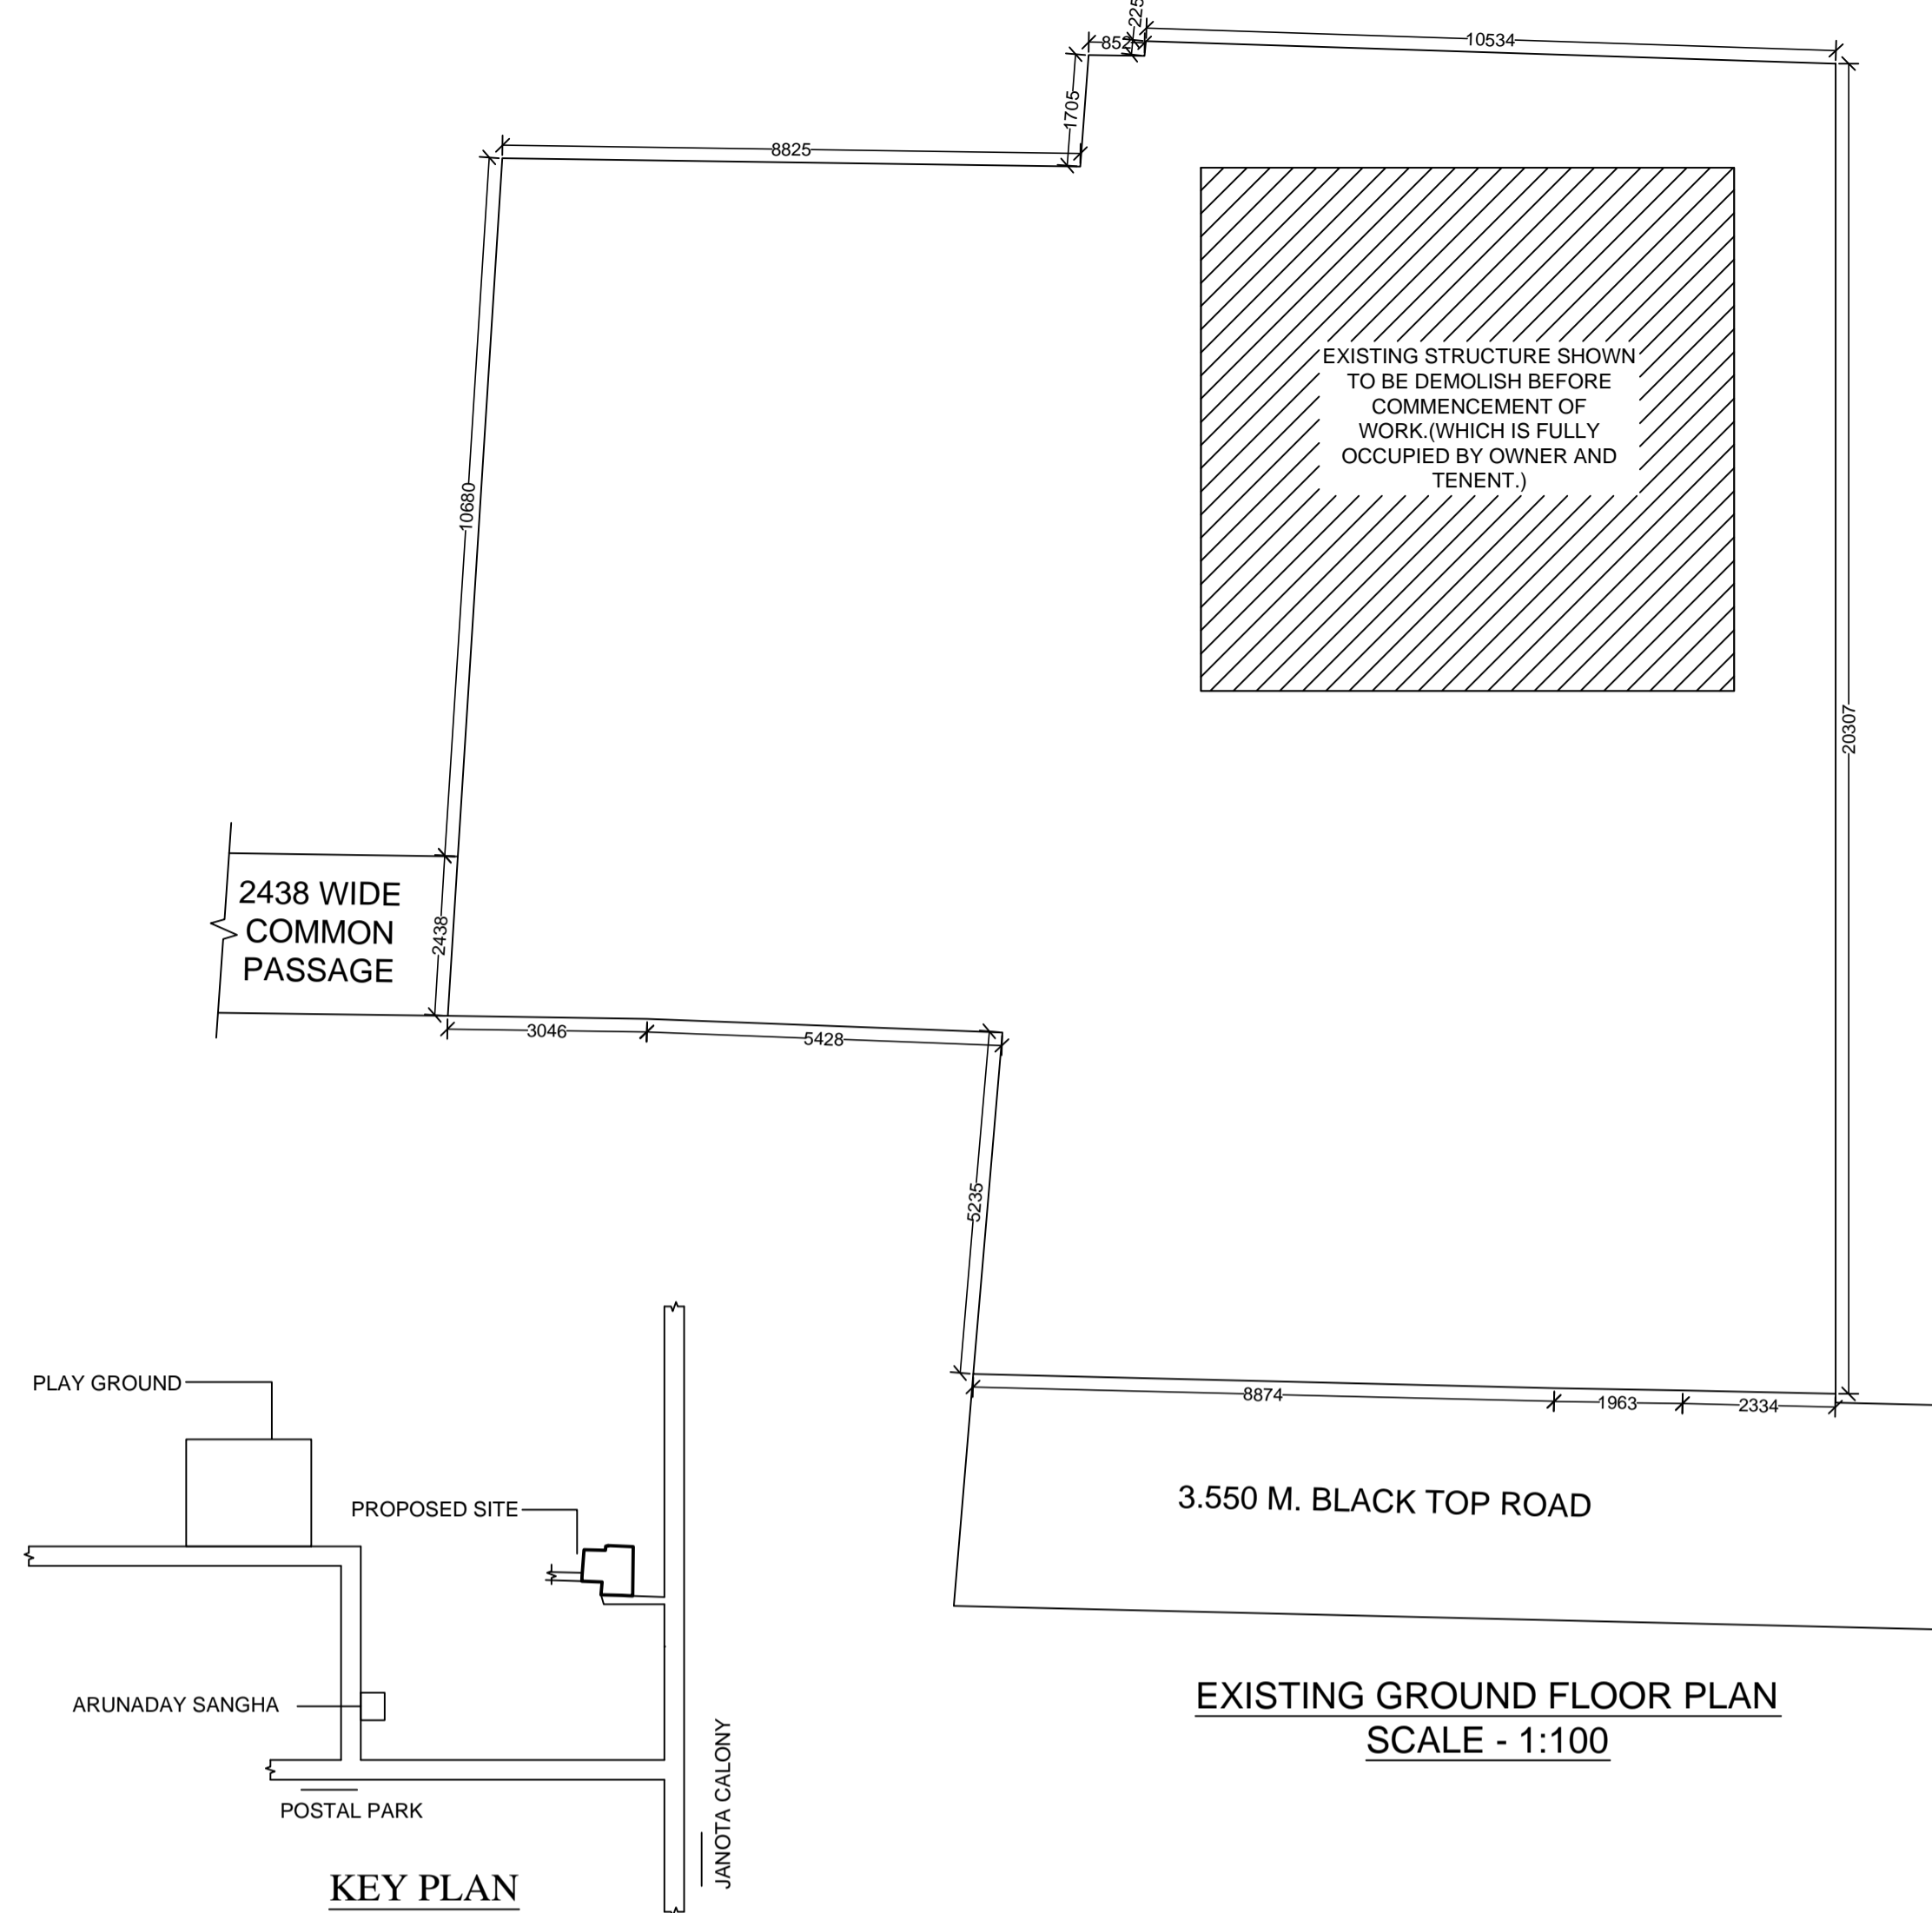 225
852
10534
1705
8825
EXISTING STRUCTURE SHOWN
TO BE DEMOLISH BEFORE
COMMENCEMENT OF
WORK.(WHICH IS FULLY
OCCUPIED BY OWNER AND
TENENT.)
10680
20307
2438 WIDE
COMMON
PASSAGE
2438
3046
5428
5235
8874
1963
2334
3.550 M. BLACK TOP ROAD
PLAY GROUND
PROPOSED SITE
ARUNADAY SANGHA
POSTAL PARK
JANOTA CALONY
KEY PLAN
EXISTING GROUND FLOOR PLAN
SCALE - 1:100